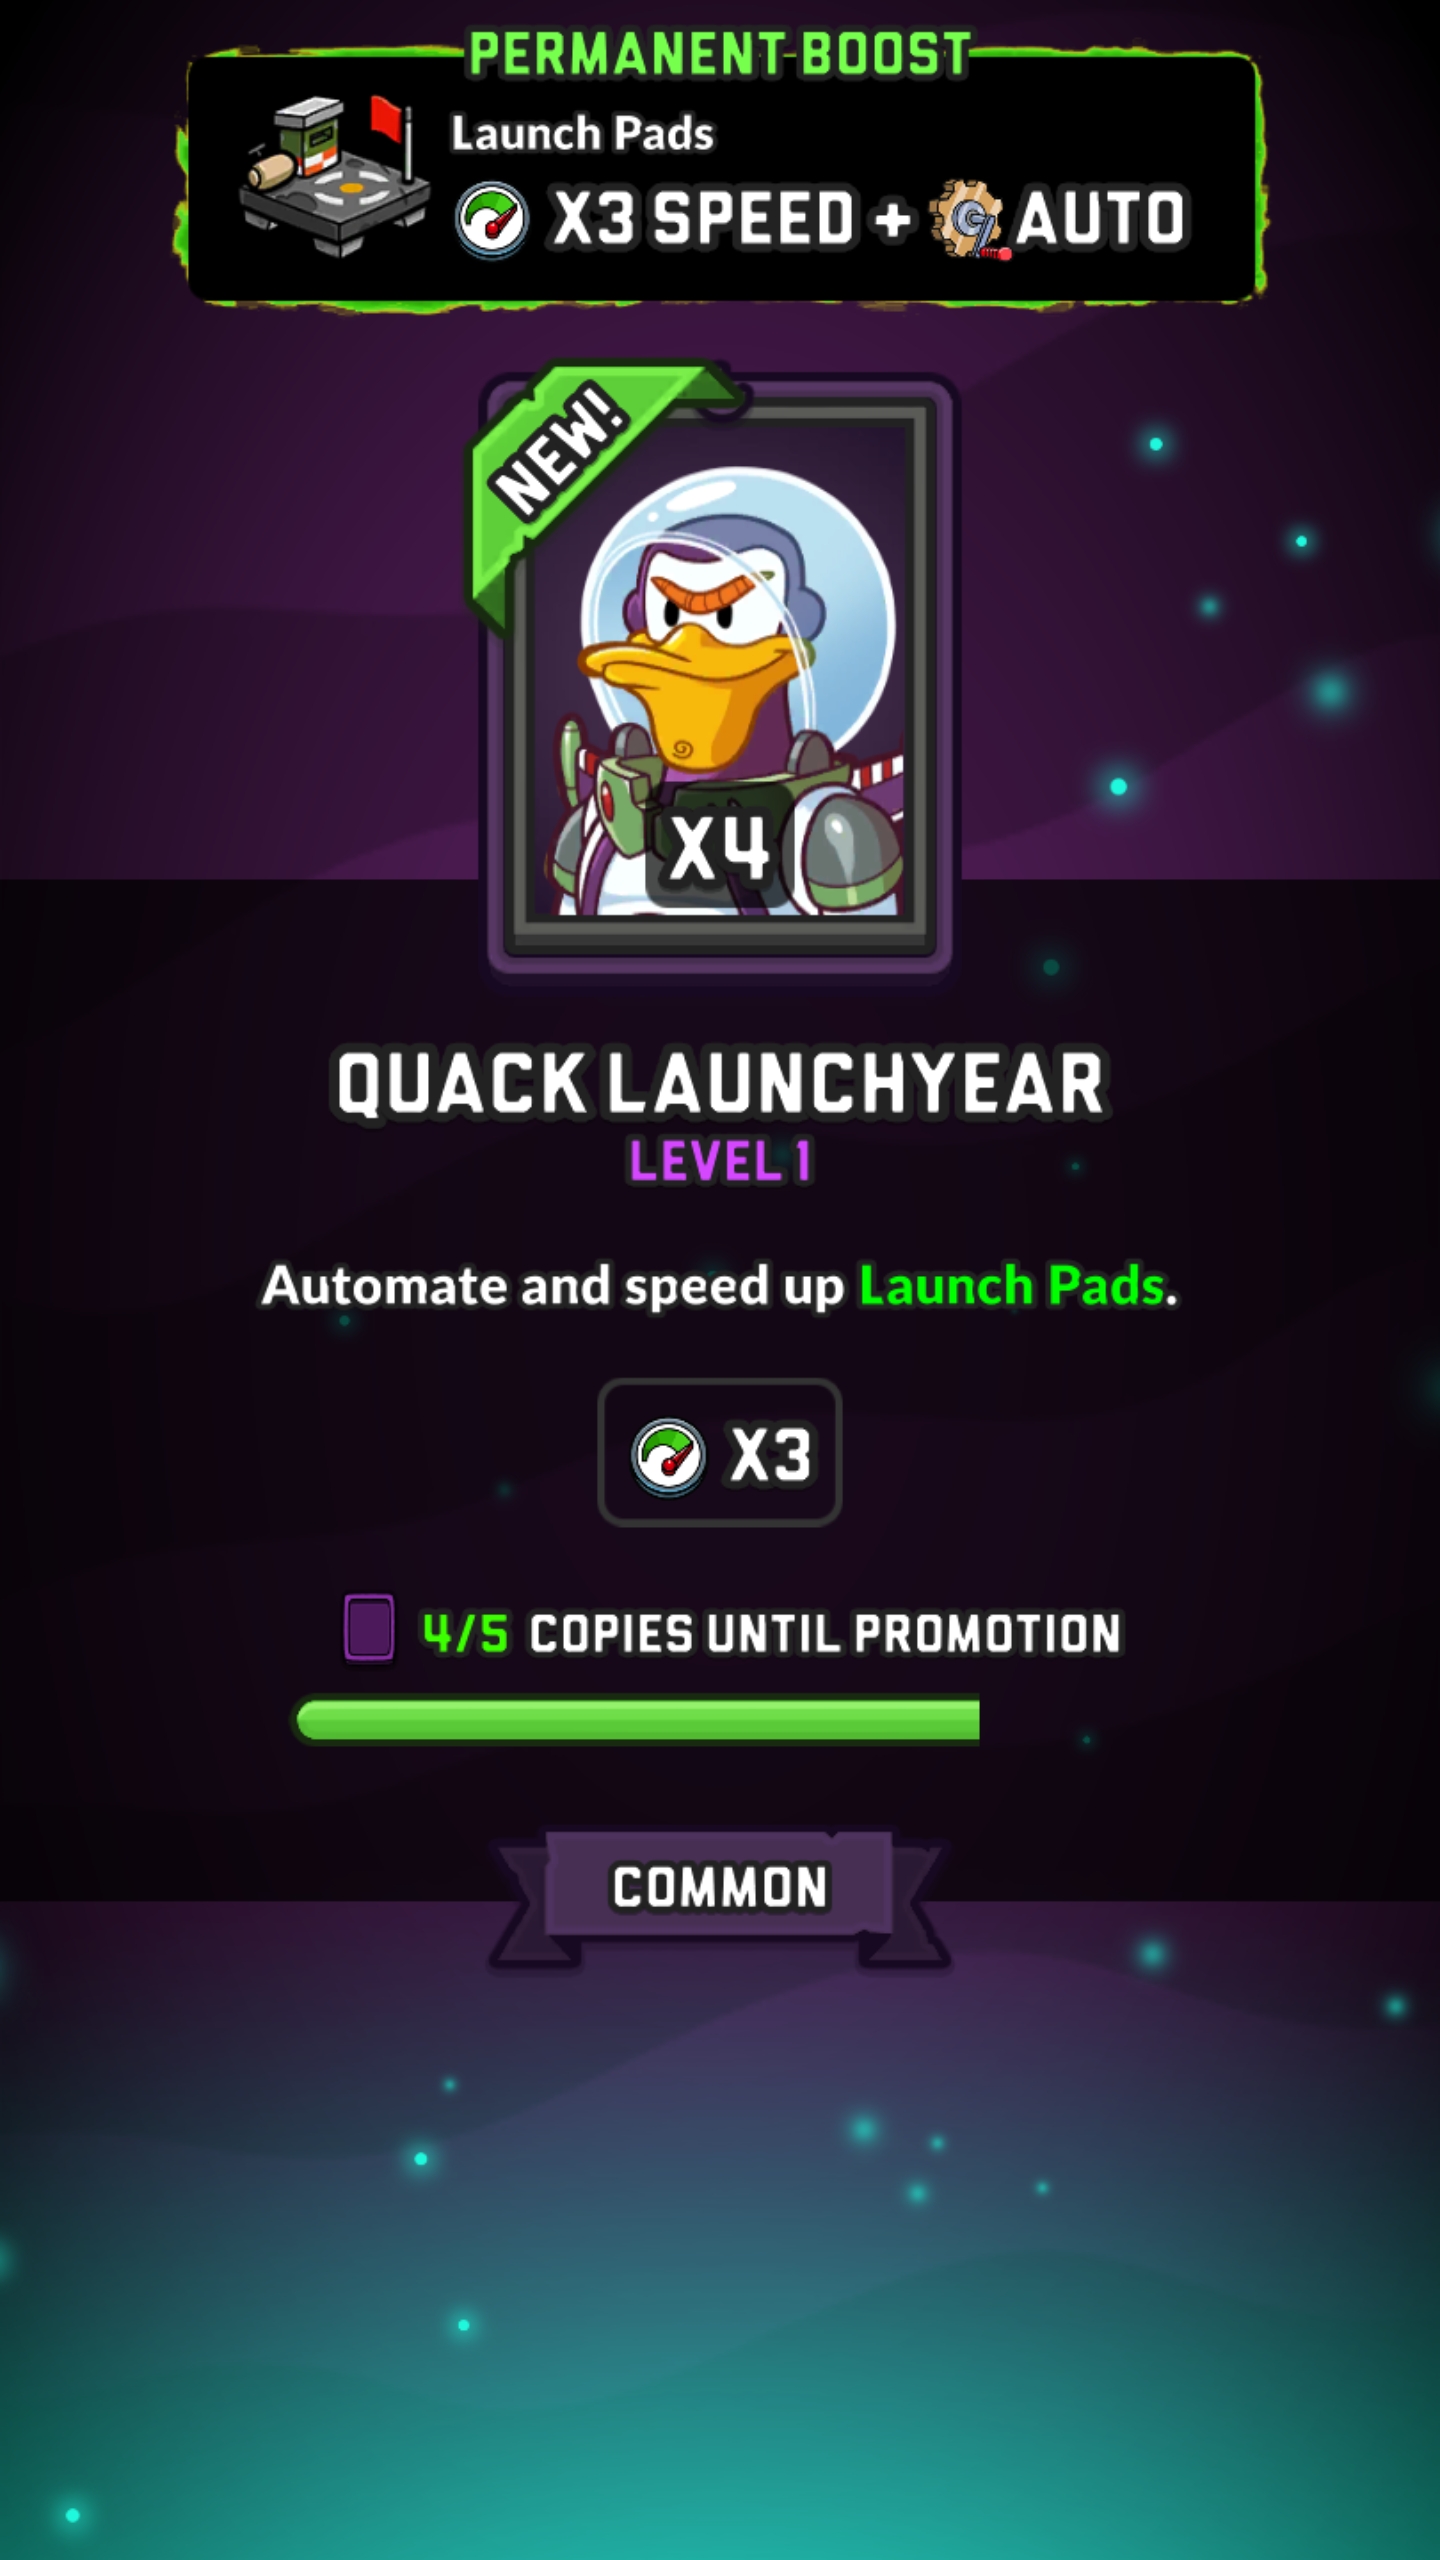 PERMANENT BOOST
Launch Pads
X3 SPEED + AUTO
NEW!
X4
QUACK LAUNCHYEAR
LEVEL 1
Automate and speed up Launch Pads.
X3
4/5 COPIES UNTIL PROMOTION
COMMON